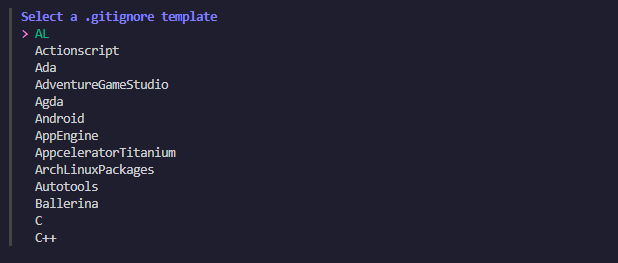 Select a .gitignore template
> AL
Actionscript
Ada
AdventureGameStudio
Agda
Android
AppEngine
AppceleratorTitanium
ArchLinuxPackages
Autotools
Ballerina
C
C++